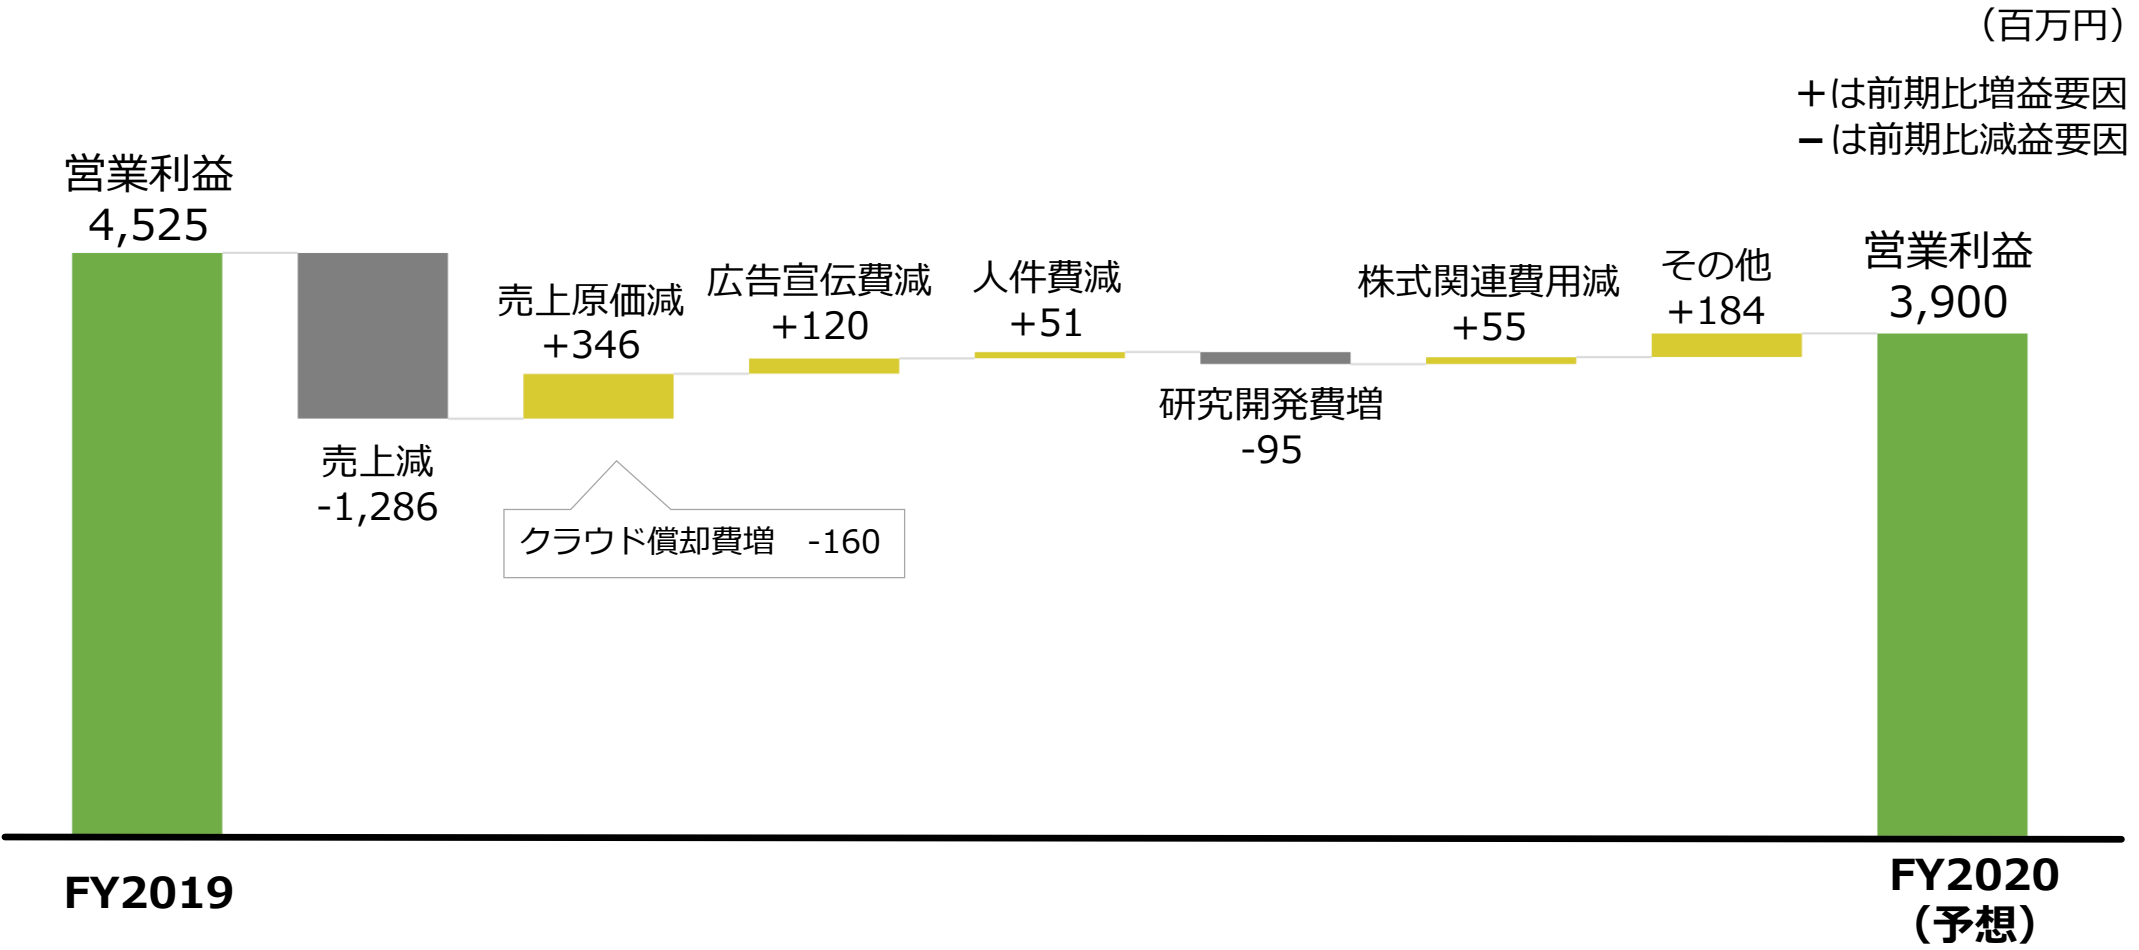 （百万円）
＋は前期比増益要因
−は前期比減益要因
営業利益
4,525
売上減
-1,286
売上原価減
+346
クラウド償却費増　-160
広告宣伝費減
+120
人件費減
+51
研究開発費増
-95
株式関連費用減
+55
その他
+184
営業利益
3,900
FY2019
FY2020
（予想）